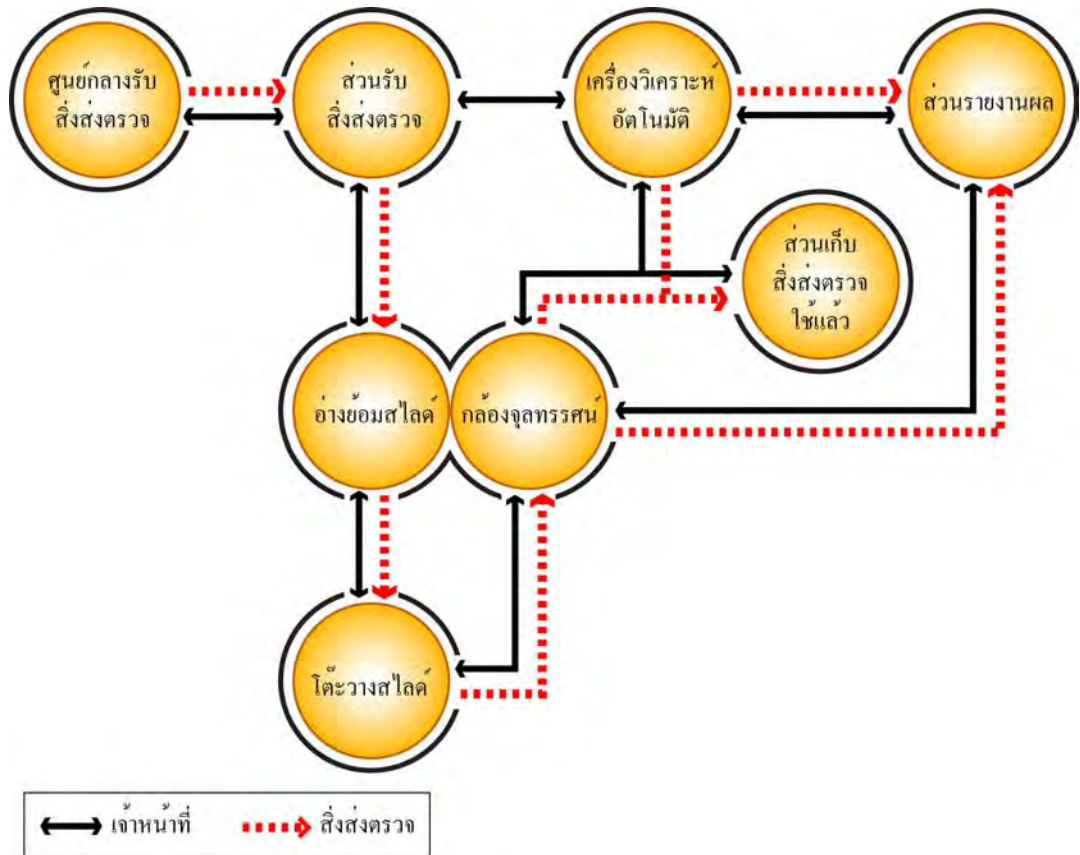 ศูนย์กลางรับ
สิ่งส่งตรวจ
ส่วนรับ
สิ่งส่งตรวจ
เครื่องวิเคราะห์
อัตโนมัติ
ส่วนรายงานผล
ส่วนเก็บ
สิ่งส่งตรวจ
ใช้แล้ว
อ่างย้อมสไลด์
กล้องจุลทรรศน์
โต๊ะวางสไลด์
เจ้าหน้าที่
สิ่งส่งตรวจ